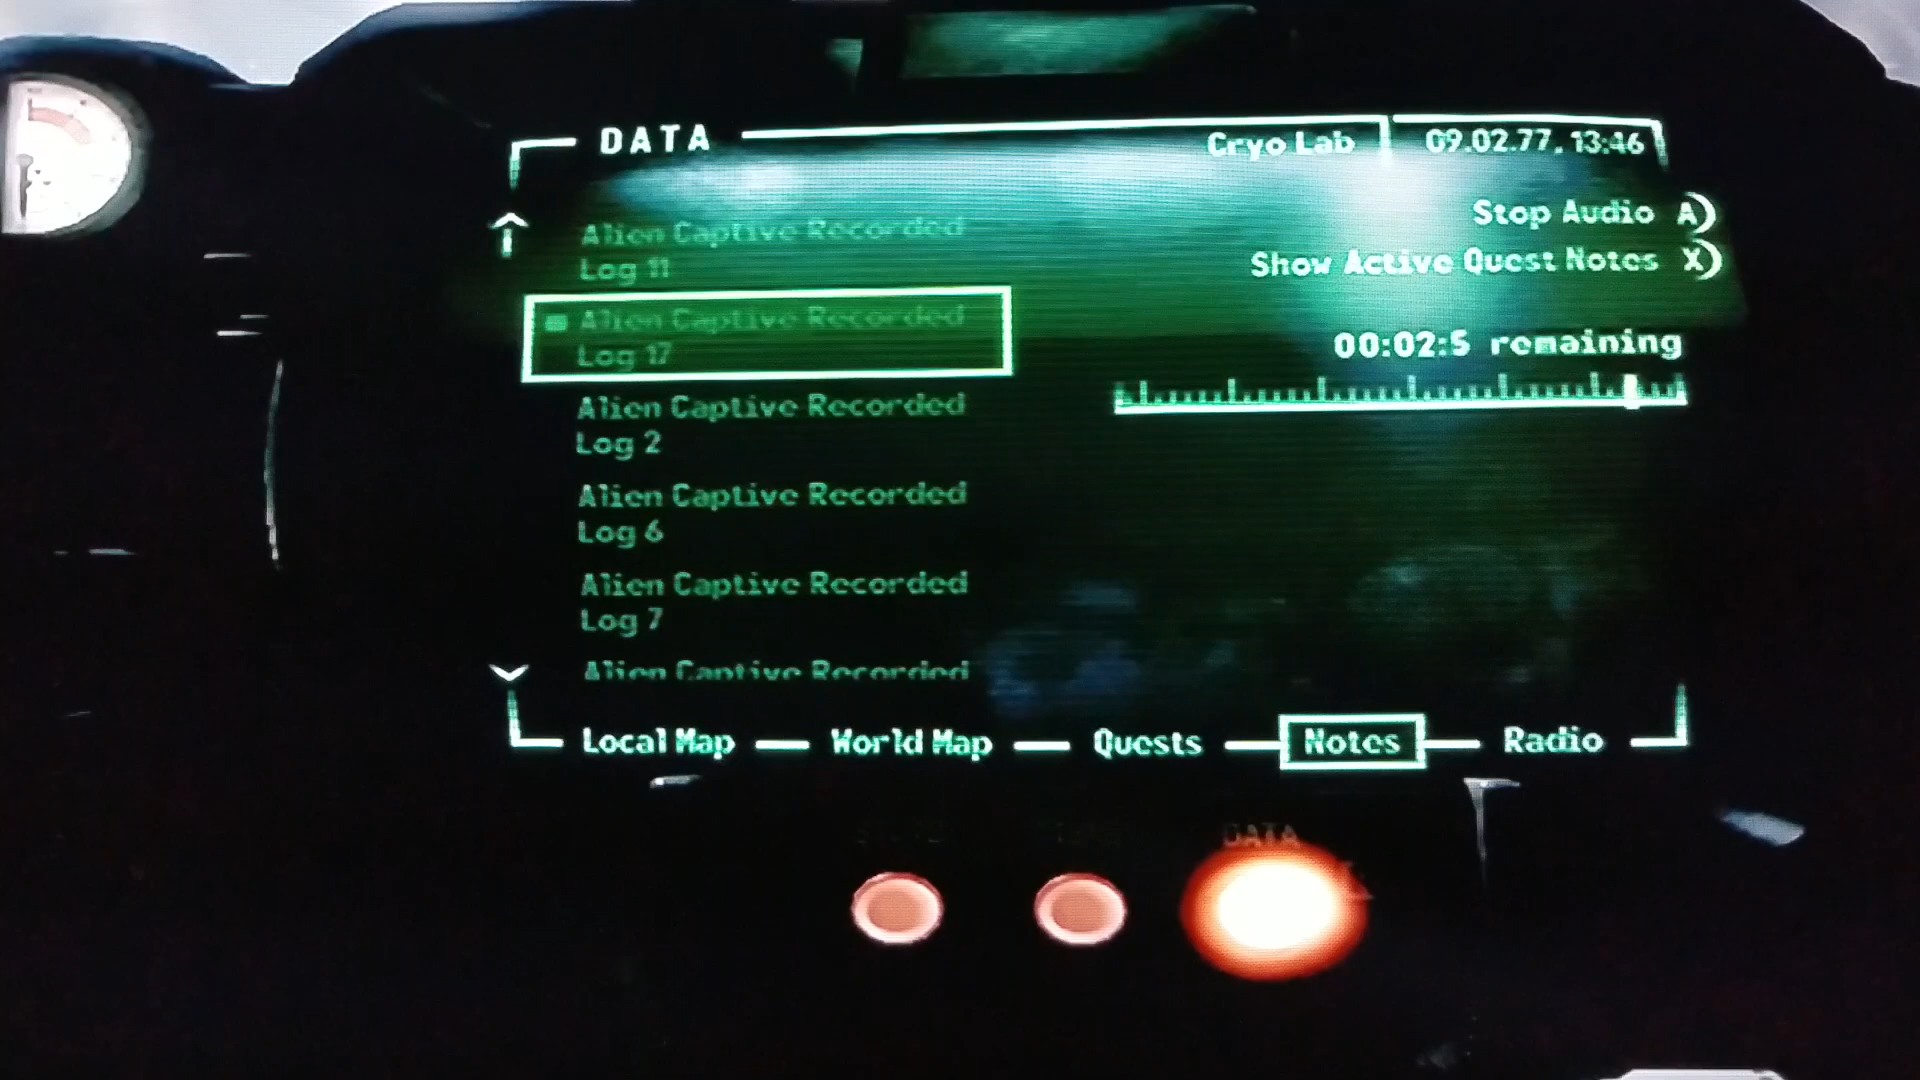 DATA
Cryo Lab
09.02.77, 13:46
Stop Audio A)
Show Active Quest Notes X)
Alien Captive Recorded
Log 11
Alien Captive Recorded
Log 17
00:02:5 remaining
Alien Captive Recorded
Log 2
Alien Captive Recorded
Log 6
Alien Captive Recorded
Log 7
Alien Captive Recorded
Local Map
World Map
Quests
Notes
Radio
DATA